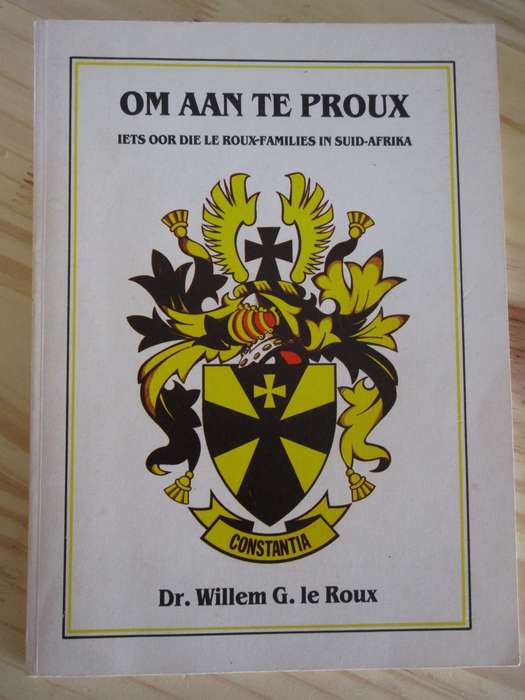 OM AAN TE PROUX
IETS OOR DIE LE ROUX-FAMILIES IN SUID-AFRIKA
CONSTANTIA
Dr. Willem G. le Roux